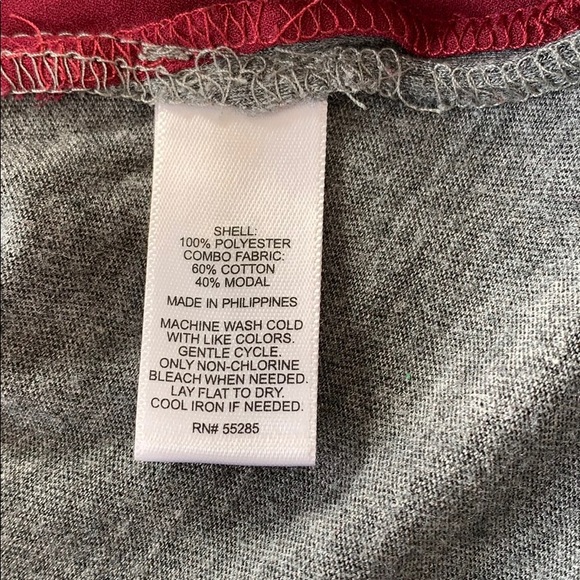 SHELL:
100% POLYESTER
COMBO FABRIC:
60% COTTON
40% MODAL
MADE IN PHILIPPINES
MACHINE WASH COLD
WITH LIKE COLORS.
GENTLE CYCLE.
ONLY NON-CHLORINE
BLEACH WHEN NEEDED.
LAY FLAT TO DRY.
COOL IRON IF NEEDED.
RN# 55285